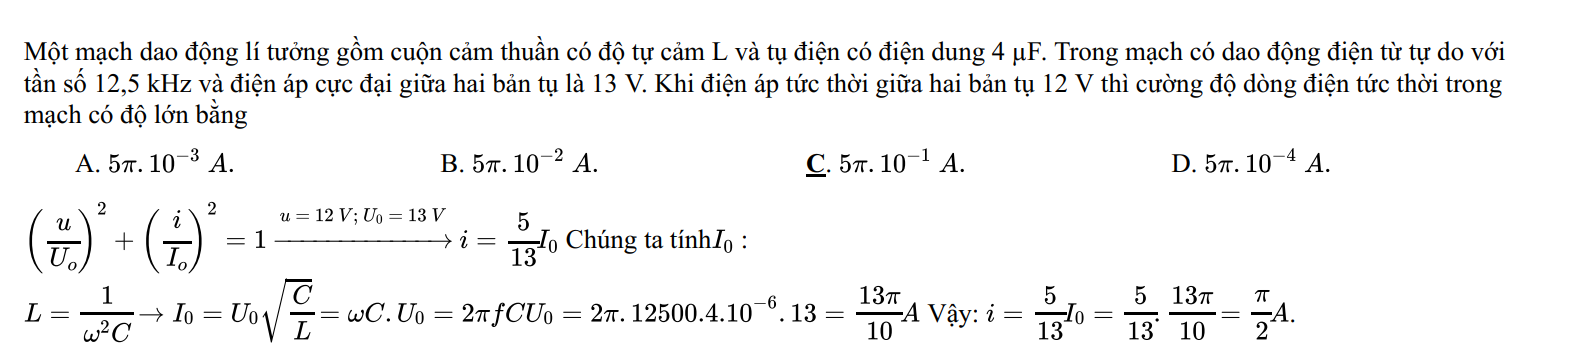 Một mạch dao động lí tưởng gồm cuộn cảm thuần có độ tự cảm L và tụ điện có điện dung 4 μF. Trong mạch có dao động điện từ tự do với
tần số 12,5 kHz và điện áp cực đại giữa hai bản tụ là 13 V. Khi điện áp tức thời giữa hai bản tụ 12 V thì cường độ dòng điện tức thời trong
mạch có độ lớn bằng
A. $5\pi.10^{-3}\ A.$ B. $5\pi.10^{-2}\ A.$ C. $5\pi.10^{-1}\ A.$ D. $5\pi.10^{-4}\ A.$
$\left(\frac{u}{U_o}\right)^2 + \left(\frac{i}{I_o}\right)^2 = 1 \xrightarrow{u = 12\ V; U_0 = 13\ V} i = \frac{5}{13}I_0$ Chúng ta tính$I_0$ :
$L = \frac{1}{\omega^2 C} \rightarrow I_0 = U_0\sqrt{\frac{C}{L}} = \omega C.U_0 = 2\pi fCU_0 = 2\pi.12500.4.10^{-6}.13 = \frac{13\pi}{10}A$ Vậy: $i = \frac{5}{13}I_0 = \frac{5}{13}.\frac{13\pi}{10} = \frac{\pi}{2}A.$